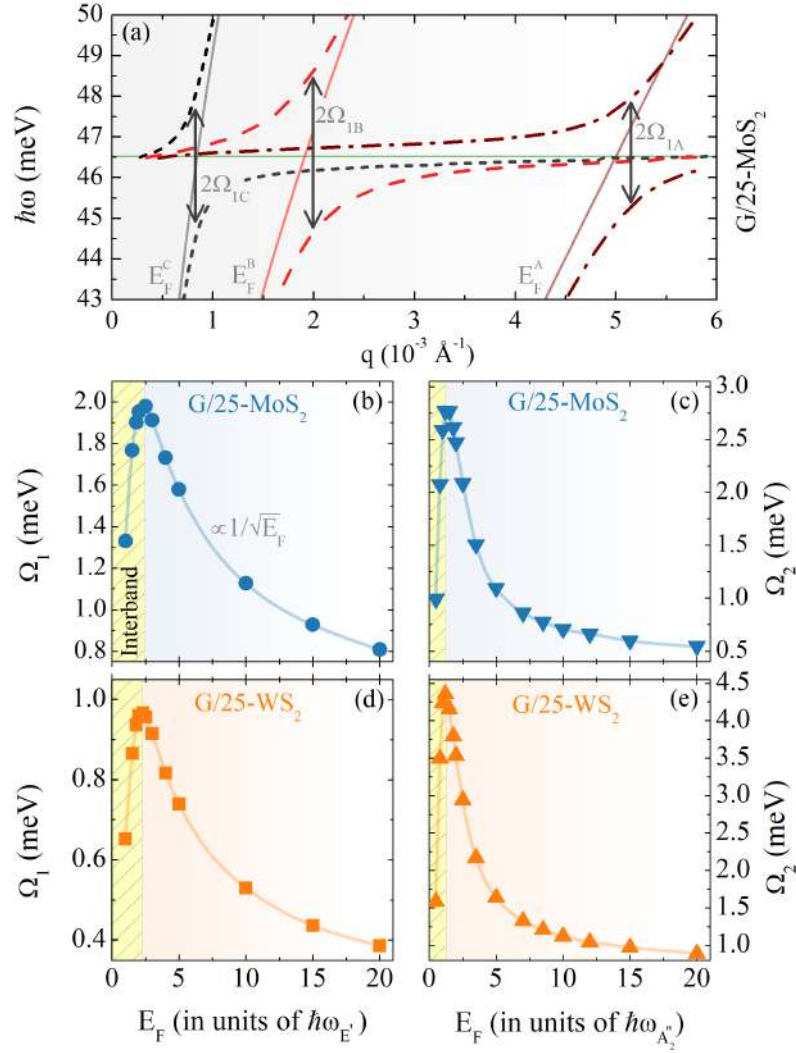 (a)
50
49
48
47
46
45
44
43
ħω (meV)
2Ω1C
2Ω1B
2Ω1A
E_F^C
E_F^B
E_F^A
G/25-MoS₂
0 1 2 3 4 5 6
q (10⁻³ Å⁻¹)
G/25-MoS₂ (b)
2.0
1.8
1.6
1.4
1.2
1.0
0.8
Ω₁ (meV)
Interband
∝1/√E_F
(c)
G/25-MoS₂
3.0
2.5
2.0
1.5
1.0
0.5
Ω₂ (meV)
G/25-WS₂ (d)
1.0
0.8
0.6
0.4
Ω₁ (meV)
0 5 10 15 20
E_F (in units of ħω_E')
(e)
G/25-WS₂
4.5
4.0
3.5
3.0
2.5
2.0
1.5
1.0
Ω₂ (meV)
0 5 10 15 20
E_F (in units of ħω_A₂")